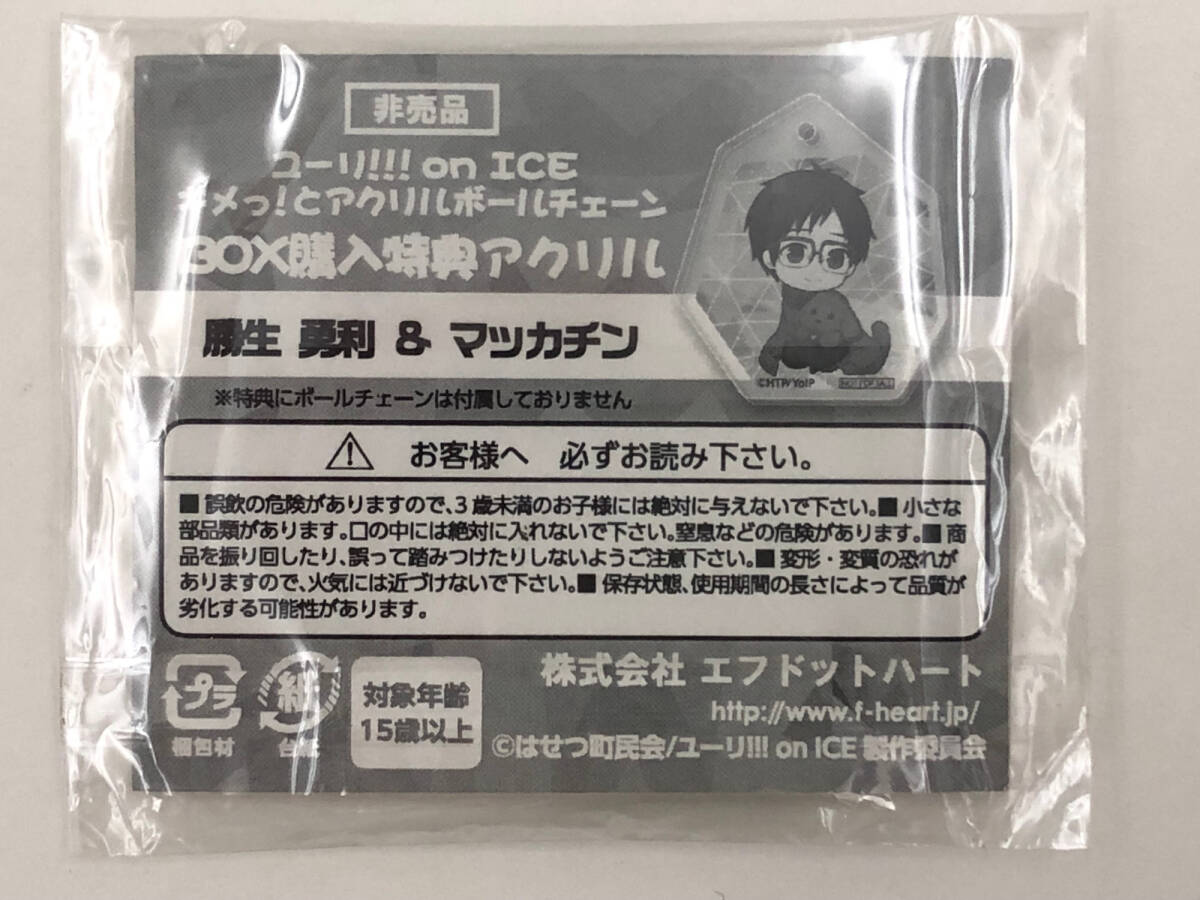 非売品
ユーリ!!! on ICE
キメっ!とアクリルボールチェーン
BOX購入特典アクリル
勝生 勇利 & マッカチン
©HTP/YoIP
NOT FOR SALE
※特典にボールチェーンは付属しておりません
お客様へ 必ずお読み下さい。
■ 誤飲の危険がありますので、3歳未満のお子様には絶対に与えないで下さい。■ 小さな
部品類があります。口の中には絶対に入れないで下さい。窒息などの危険があります。■ 商
品を振り回したり、誤って踏みつけたりしないようご注意下さい。■ 変形・変質の恐れが
ありますので、火気には近づけないで下さい。■ 保存状態、使用期間の長さによって品質が
劣化する可能性があります。
プラ
梱包材
紙
台紙
対象年齢
15歳以上
株式会社 エフドットハート
http://www.f-heart.jp/
©はせつ町民会/ユーリ!!! on ICE 製作委員会